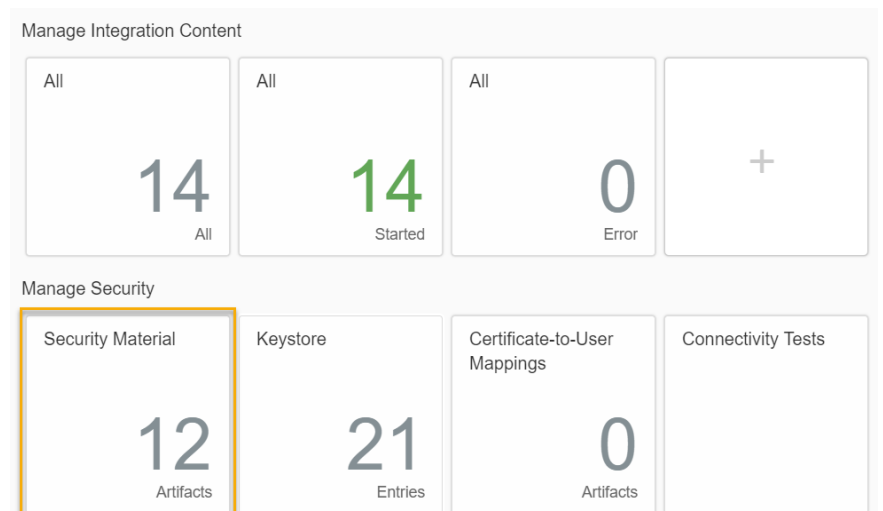 Manage Integration Content
All
14
All
All
14
Started
All
0
Error
+
Manage Security
Security Material
12
Artifacts
Keystore
21
Entries
Certificate-to-User
Mappings
0
Artifacts
Connectivity Tests